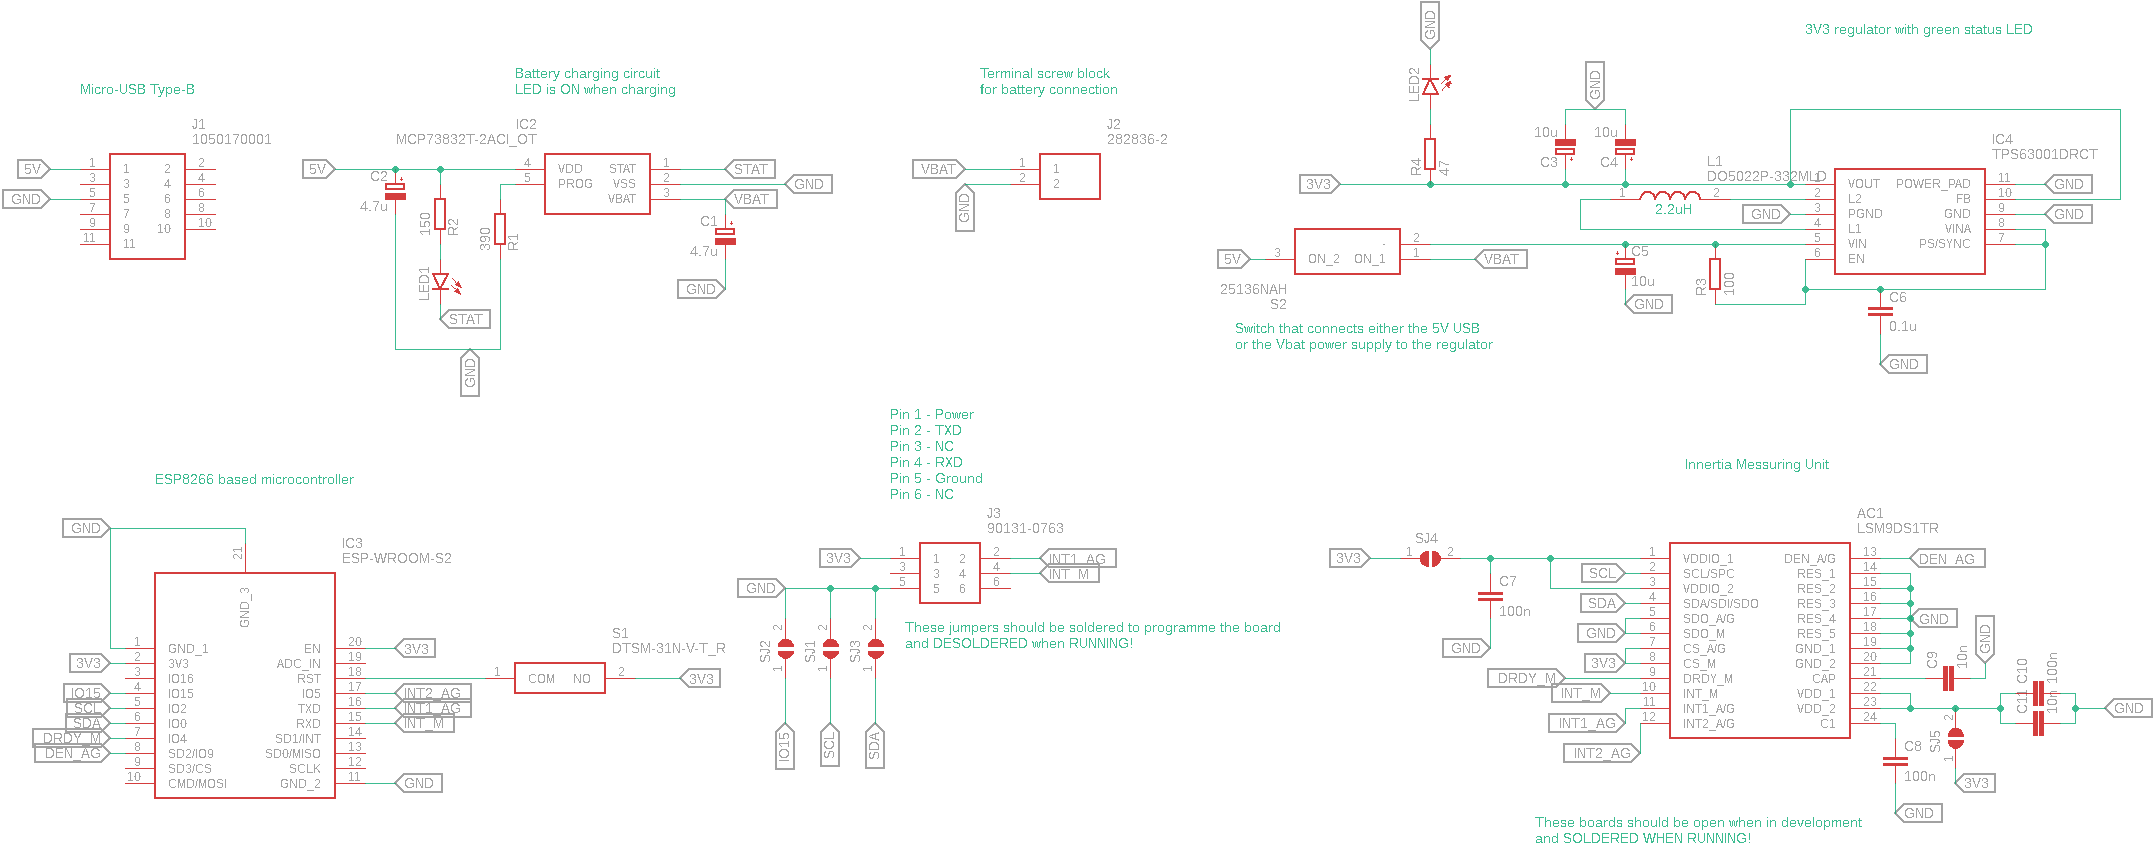 Micro-USB Type-B
J1
1050170001
5V
GND
1
3
5
7
9
11
1
3
5
7
9
11
2
4
6
8
10
2
4
6
8
10
Battery charging circuit
LED is ON when charging
IC2
MCP73832T-2ACI_OT
5V
C2
4.7u
150
R2
LED1
STAT
390
R1
GND
4
5
VDD
PROG
STAT
VSS
VBAT
1
2
3
STAT
GND
VBAT
C1
4.7u
GND
Terminal screw block
for battery connection
J2
282836-2
VBAT
GND
1
2
1
2
3V3 regulator with green status LED
GND
LED2
R4
47
3V3
GND
10u
C3
10u
C4
L1
DO5022P-332MLD
1
2
2.2uH
GND
IC4
TPS63001DRCT
1
2
3
4
5
6
VOUT
L2
PGND
L1
VIN
EN
POWER_PAD
FB
GND
VINA
PS/SYNC
11
10
9
8
7
GND
GND
5V
3
ON_2
ON_1
2
1
VBAT
25136NAH
S2
C5
10u
GND
R3
100
C6
0.1u
GND
Switch that connects either the 5V USB
or the Vbat power supply to the regulator
ESP8266 based microcontroller
GND
21
IC3
ESP-WROOM-S2
GND_3
3V3
IO15
SCL
SDA
DRDY_M
DEN_AG
1
2
3
4
5
6
7
8
9
10
GND_1
3V3
IO16
IO15
IO2
IO0
IO4
SD2/IO9
SD3/CS
CMD/MOSI
EN
ADC_IN
RST
IO5
TXD
RXD
SD1/INT
SD0/MISO
SCLK
GND_2
20
19
18
17
16
15
14
13
12
11
3V3
INT2_AG
INT1_AG
INT_M
GND
S1
DTSM-31N-V-T_R
1
COM
NO
2
3V3
Pin 1 - Power
Pin 2 - TXD
Pin 3 - NC
Pin 4 - RXD
Pin 5 - Ground
Pin 6 - NC
J3
90131-0763
3V3
GND
1
3
5
1
3
5
2
4
6
2
4
6
INT1_AG
INT_M
SJ2
2
1
SJ1
2
1
SJ3
2
1
IO15
SCL
SDA
These jumpers should be soldered to programme the board
and DESOLDERED when RUNNING!
Innertia Messuring Unit
AC1
LSM9DS1TR
3V3
1
SJ4
2
C7
100n
GND
SCL
SDA
GND
3V3
DRDY_M
INT_M
INT1_AG
INT2_AG
1
2
3
4
5
6
7
8
9
10
11
12
VDDIO_1
SCL/SPC
VDDIO_2
SDA/SDI/SDO
SDO_A/G
SDO_M
CS_A/G
CS_M
DRDY_M
INT_M
INT1_A/G
INT2_A/G
DEN_A/G
RES_1
RES_2
RES_3
RES_4
RES_5
GND_1
GND_2
CAP
VDD_1
VDD_2
C1
13
14
15
16
17
18
19
20
21
22
23
24
DEN_AG
GND
C9
10n
GND
C10
100n
C11
10n
GND
SJ5
2
1
3V3
C8
100n
GND
These boards should be open when in development
and SOLDERED WHEN RUNNING!